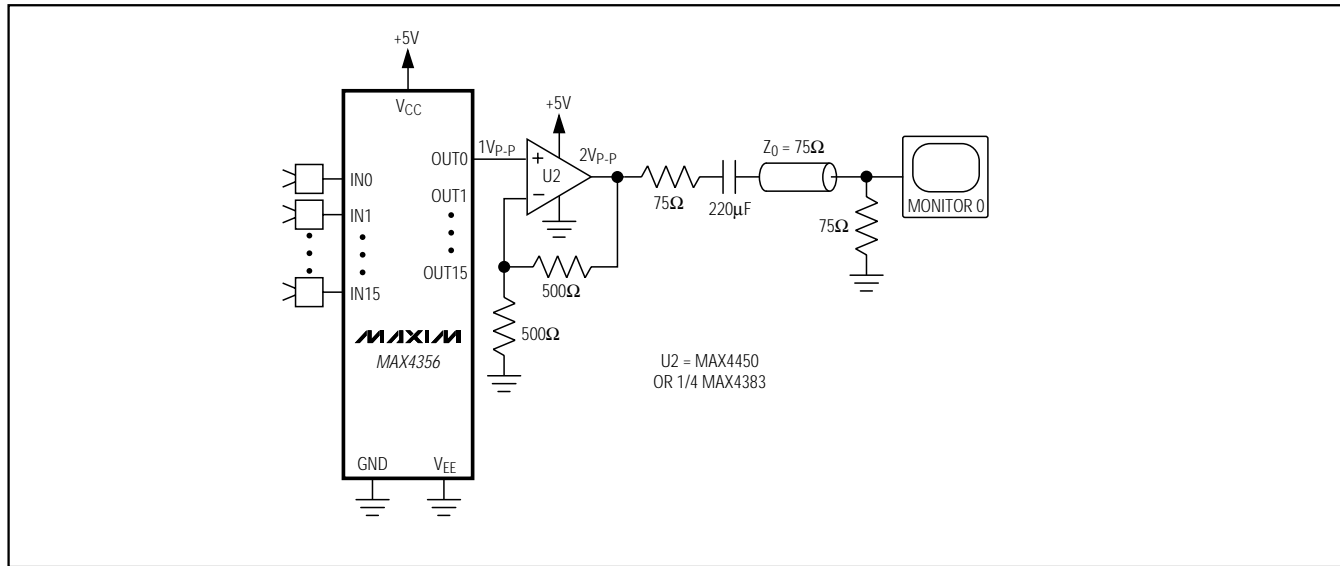 +5V
VCC
+5V
OUT0
1VP-P
+
U2
−
2VP-P
75Ω
220µF
Z0 = 75Ω
75Ω
MONITOR 0
IN0
IN1
IN15
OUT1
OUT15
500Ω
500Ω
MAXIM
MAX4356
U2 = MAX4450
OR 1/4 MAX4383
GND
VEE